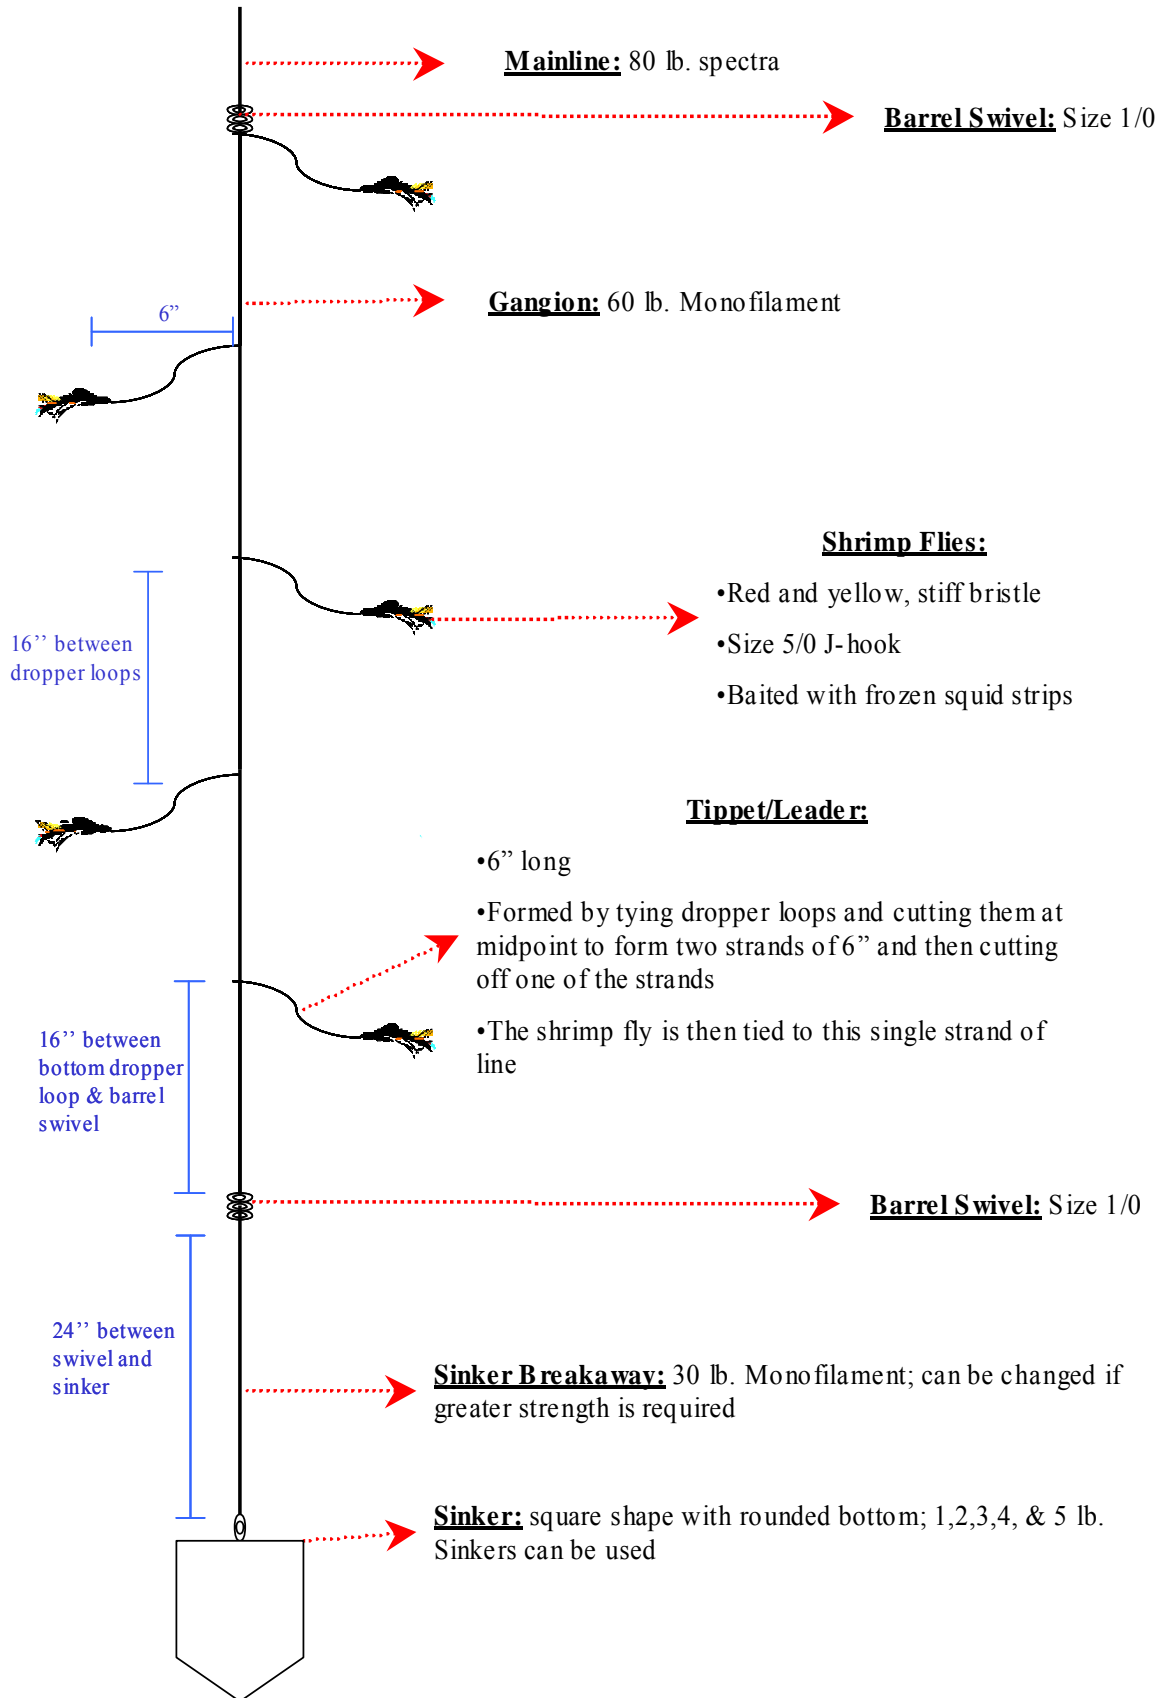 Mainline: 80 lb. spectra
Barrel Swivel: Size 1/0
Gangion: 60 lb. Monofilament
6”
Shrimp Flies:
•Red and yellow, stiff bristle
•Size 5/0 J-hook
•Baited with frozen squid strips
16’’ between
dropper loops
Tippet/Leader:
•6” long
•Formed by tying dropper loops and cutting them at
midpoint to form two strands of 6” and then cutting
off one of the strands
•The shrimp fly is then tied to this single strand of
line
16’’ between
bottom dropper
loop & barrel
swivel
Barrel Swivel: Size 1/0
24’’ between
swivel and
sinker
Sinker Breakaway: 30 lb. Monofilament; can be changed if
greater strength is required
Sinker: square shape with rounded bottom; 1,2,3,4, & 5 lb.
Sinkers can be used